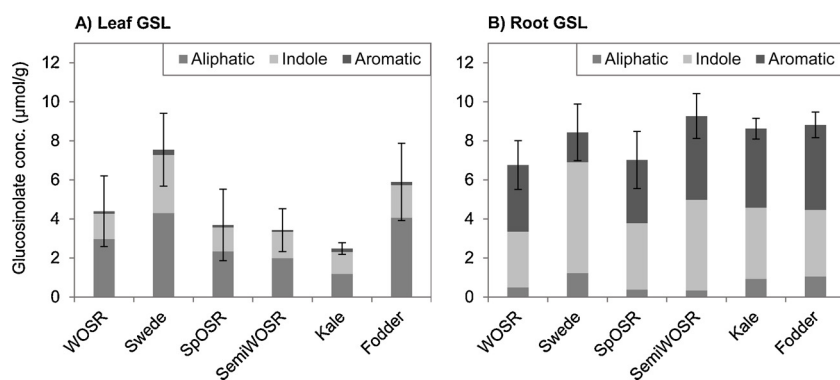 A) Leaf GSL
Aliphatic Indole Aromatic
Glucosinolate conc. (µmol/g)
12
10
8
6
4
2
0
WOSR
Swede
SpOSR
SemiWOSR
Kale
Fodder
B) Root GSL
Aliphatic Indole Aromatic
12
10
8
6
4
2
0
WOSR
Swede
SpOSR
SemiWOSR
Kale
Fodder